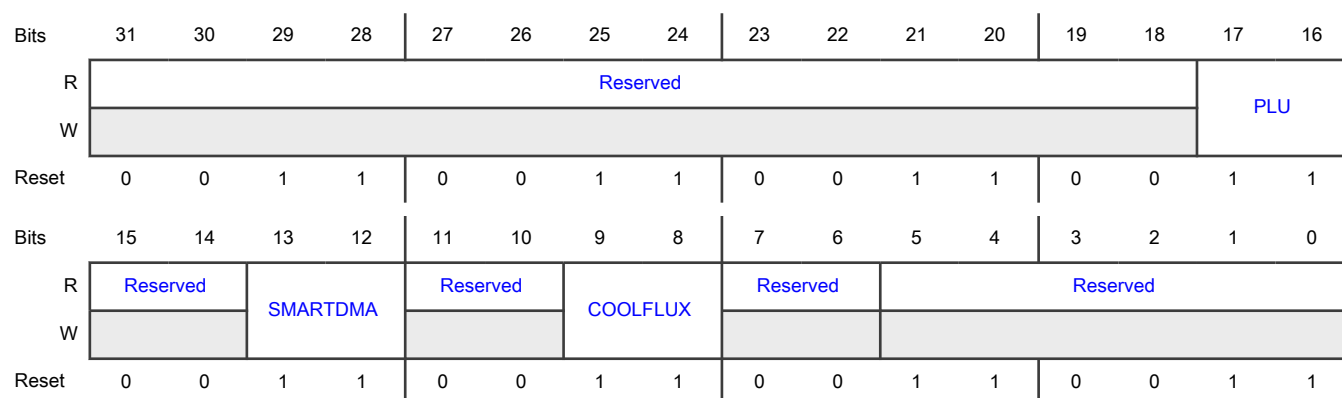 Bits 31 30 29 28 27 26 25 24 23 22 21 20 19 18 17 16
R Reserved PLU
W
Reset 0 0 1 1 0 0 1 1 0 0 1 1 0 0 1 1
Bits 15 14 13 12 11 10 9 8 7 6 5 4 3 2 1 0
R Reserved SMARTDMA Reserved COOLFLUX Reserved Reserved
W
Reset 0 0 1 1 0 0 1 1 0 0 1 1 0 0 1 1